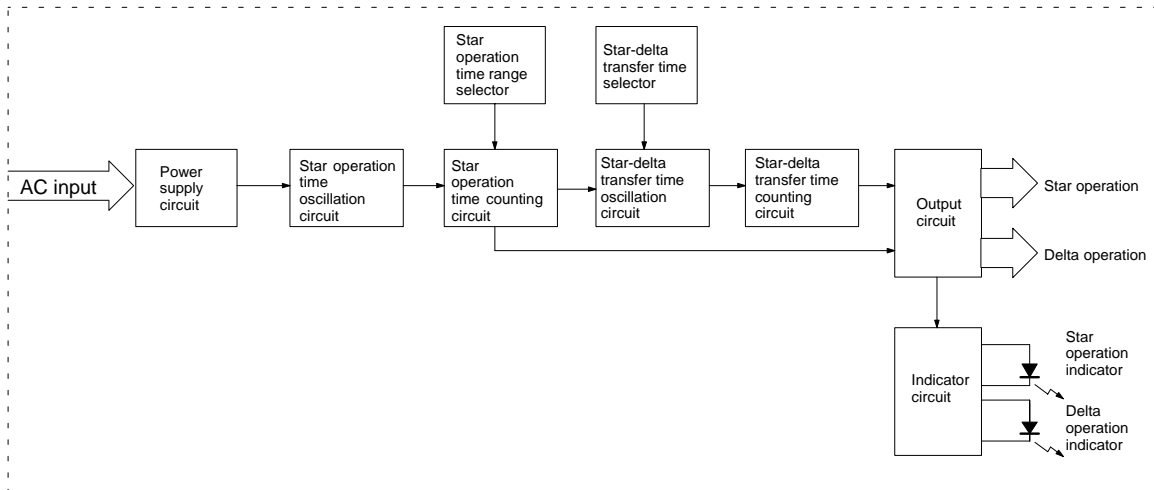 Star
operation
time range
selector
Star-delta
transfer time
selector
AC input
Power
supply
circuit
Star operation
time
oscillation
circuit
Star
operation
time counting
circuit
Star-delta
transfer time
oscillation
circuit
Star-delta
transfer time
counting
circuit
Output
circuit
Star operation
Delta operation
Indicator
circuit
Star
operation
indicator
Delta
operation
indicator